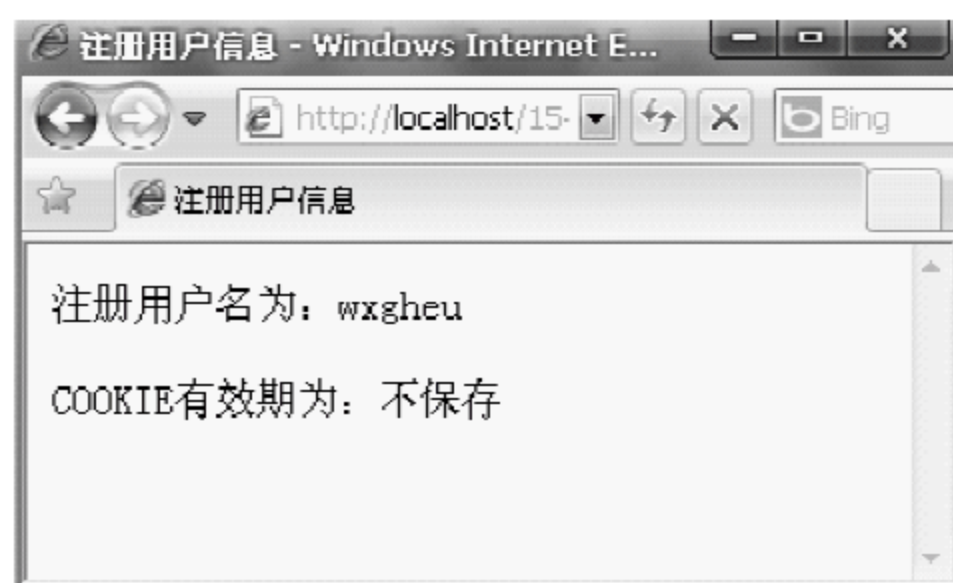 注册用户信息 - Windows Internet E...
http://localhost/15-
Bing
注册用户信息
注册用户名为：wxgheu
COOKIE有效期为：不保存